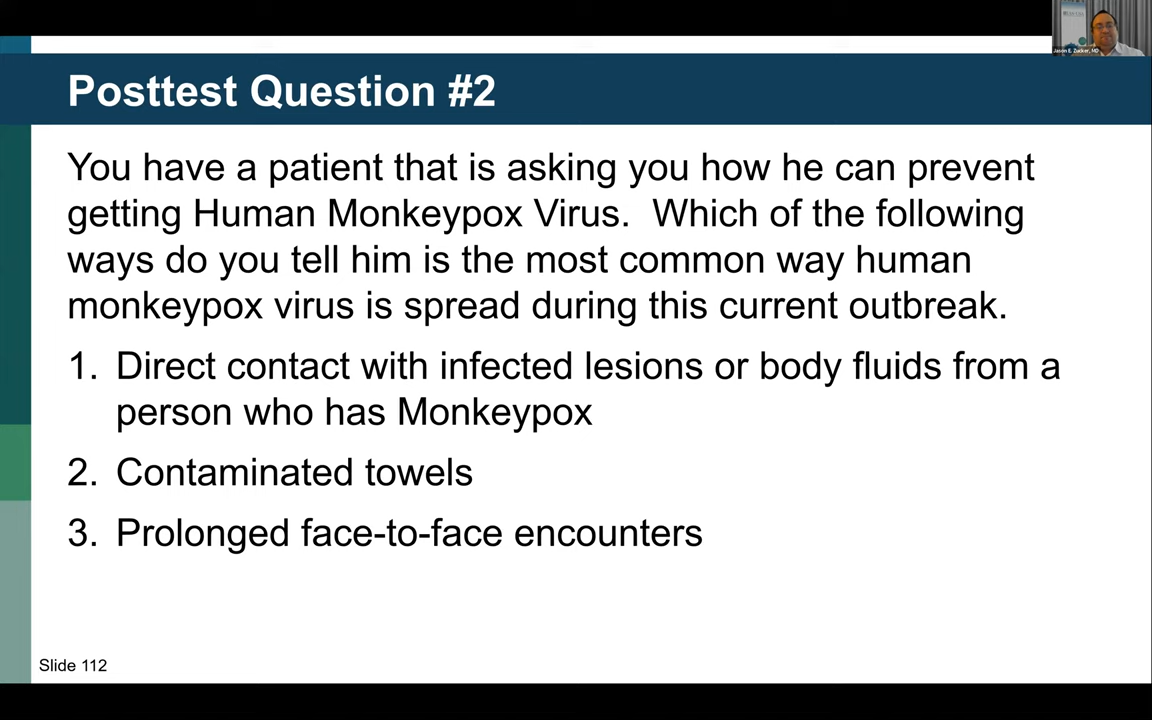 Jason E. Zucker, MD
Posttest Question #2
You have a patient that is asking you how he can prevent
getting Human Monkeypox Virus.  Which of the following
ways do you tell him is the most common way human
monkeypox virus is spread during this current outbreak.
1. Direct contact with infected lesions or body fluids from a
person who has Monkeypox
2. Contaminated towels
3. Prolonged face-to-face encounters
Slide 112